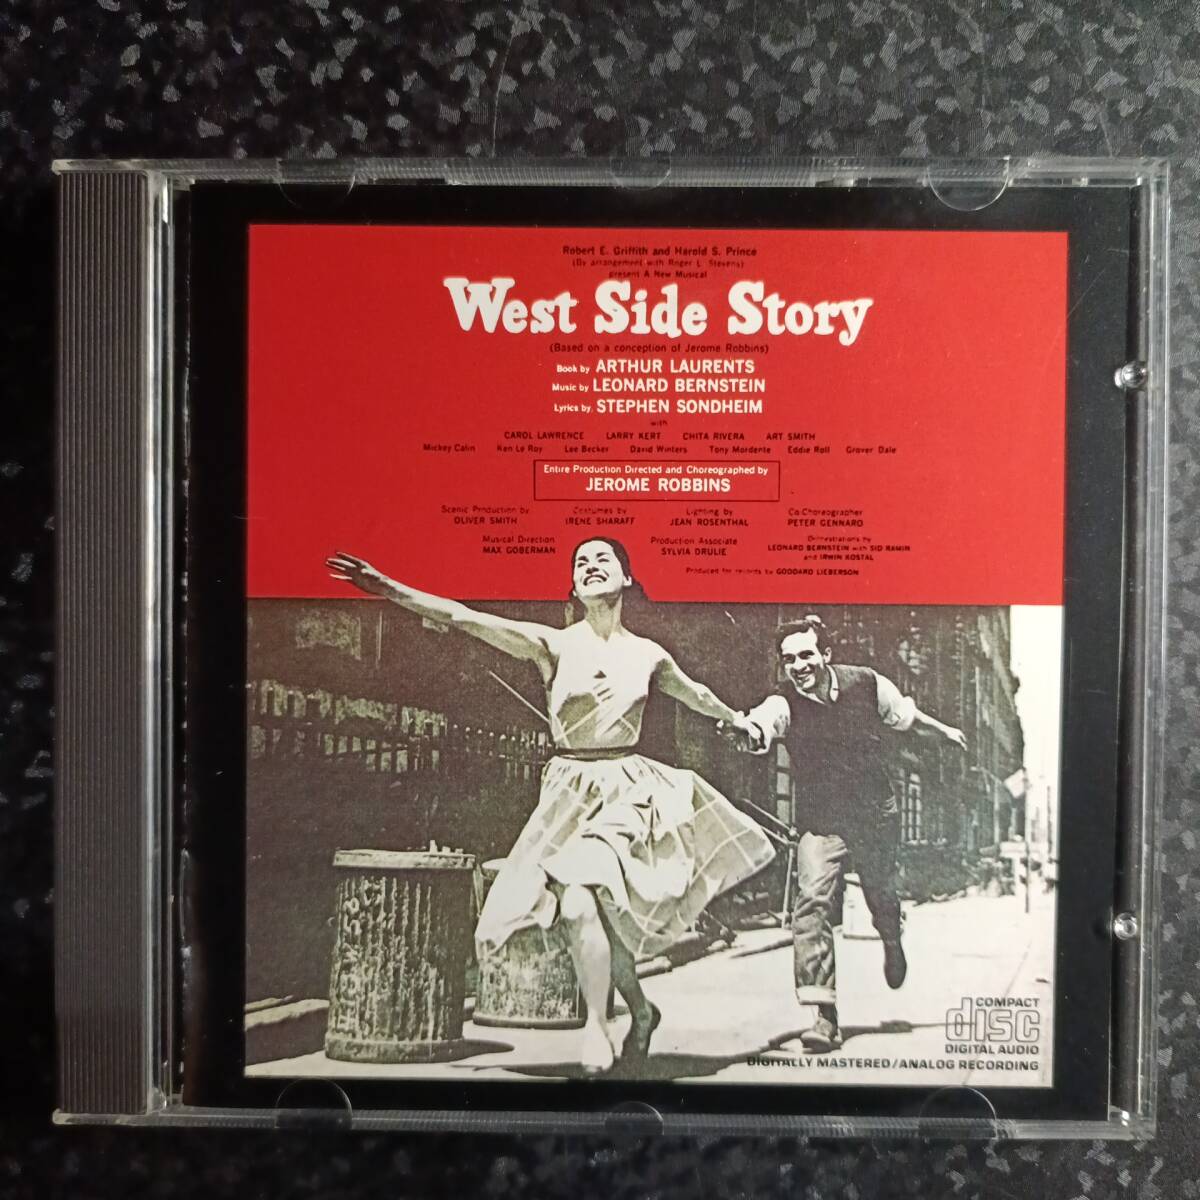 Robert E. Griffith and Harold S. Prince
(By arrangement with Roger L. Stevens)
present A New Musical
West Side Story
(Based on a conception of Jerome Robbins)
Book by ARTHUR LAURENTS
Music by LEONARD BERNSTEIN
Lyrics by STEPHEN SONDHEIM
with
CAROL LAWRENCE LARRY KERT CHITA RIVERA ART SMITH
Mickey Calin Ken Le Roy Lee Becker David Winters Tony Mordente Eddie Roll Grover Dale
Entire Production Directed and Choreographed by
JEROME ROBBINS
Scenic Production by
OLIVER SMITH
Costumes by
IRENE SHARAFF
Lighting by
JEAN ROSENTHAL
Co-Choreographer
PETER GENNARO
Musical Direction
MAX GOBERMAN
Production Associate
SYLVIA DRULIE
Orchestrations by
LEONARD BERNSTEIN with SID RAMIN
and IRWIN KOSTAL
Produced for records by GODDARD LIEBERSON
COMPACT
disc
DIGITAL AUDIO
DIGITALLY MASTERED/ANALOG RECORDING